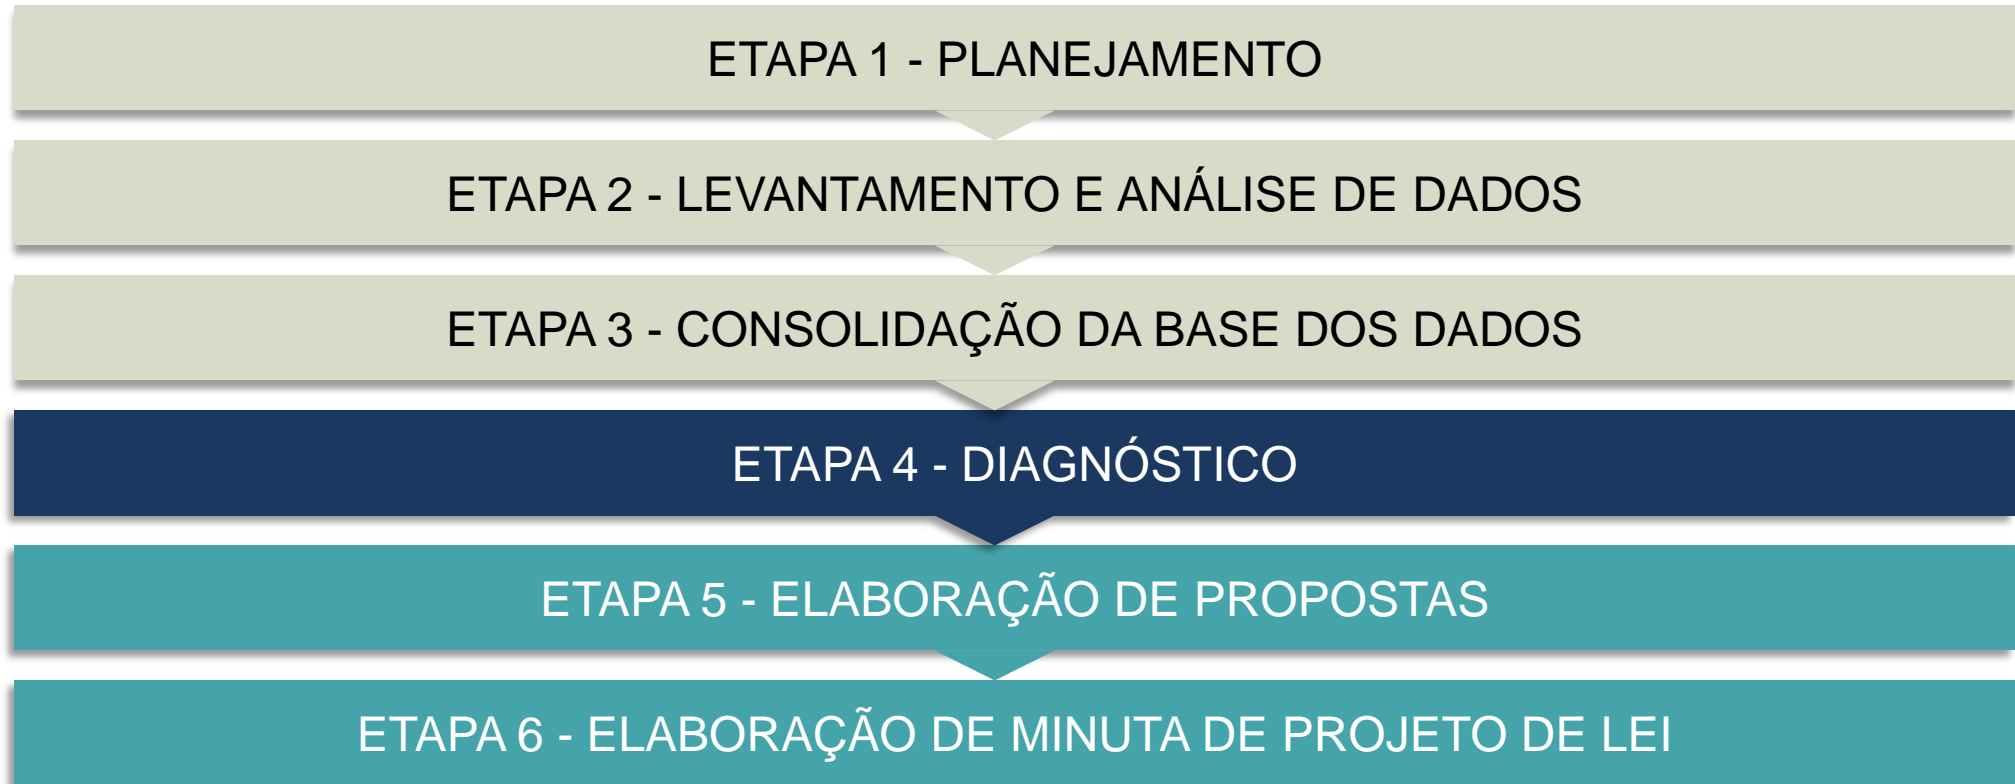 ETAPA 1 - PLANEJAMENTO
ETAPA 2 - LEVANTAMENTO E ANÁLISE DE DADOS
ETAPA 3 - CONSOLIDAÇÃO DA BASE DOS DADOS
ETAPA 4 - DIAGNÓSTICO
ETAPA 5 - ELABORAÇÃO DE PROPOSTAS
ETAPA 6 - ELABORAÇÃO DE MINUTA DE PROJETO DE LEI